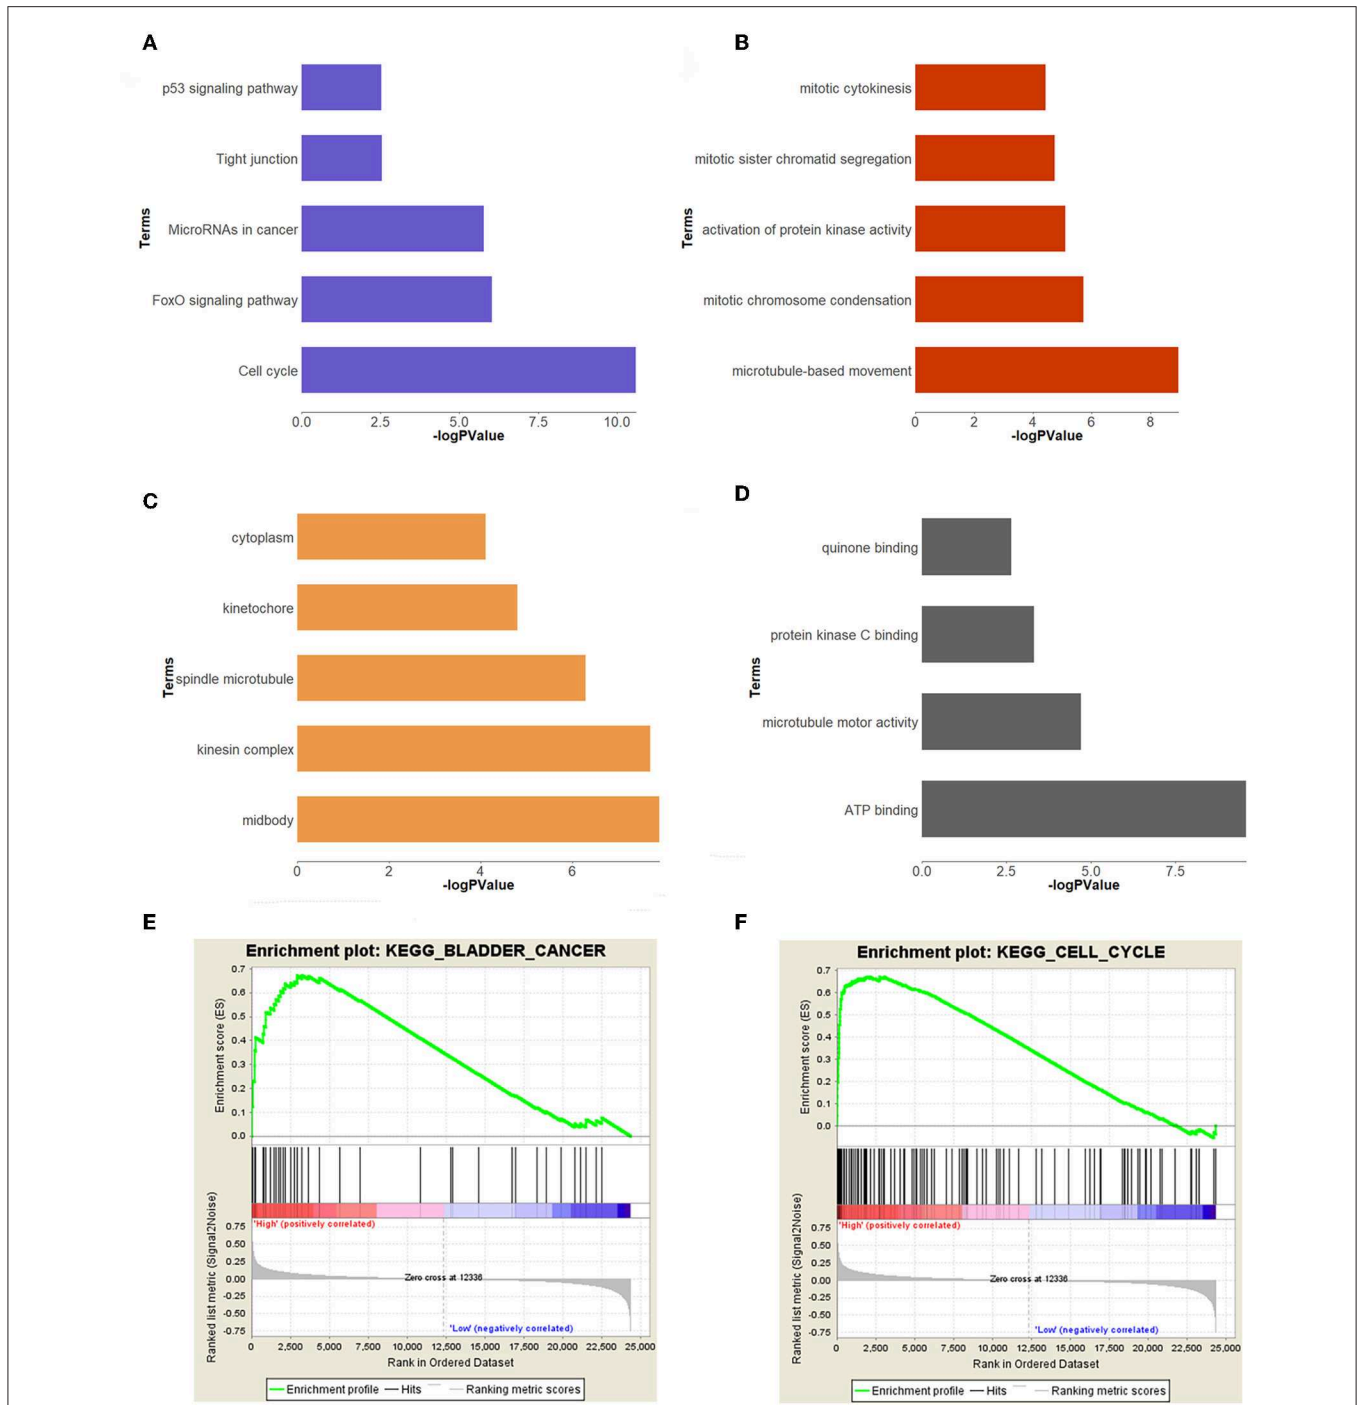 A
p53 signaling pathway
Tight junction
MicroRNAs in cancer
FoxO signaling pathway
Cell cycle
Terms
0.0 2.5 5.0 7.5 10.0
-logPValue
B
mitotic cytokinesis
mitotic sister chromatid segregation
activation of protein kinase activity
mitotic chromosome condensation
microtubule-based movement
Terms
0 2 4 6 8
-logPValue
C
cytoplasm
kinetochore
spindle microtubule
kinesin complex
midbody
Terms
0 2 4 6
-logPValue
D
quinone binding
protein kinase C binding
microtubule motor activity
ATP binding
Terms
0.0 2.5 5.0 7.5
-logPValue
E
Enrichment plot: KEGG_BLADDER_CANCER
Enrichment score (ES)
0.7
0.6
0.5
0.4
0.3
0.2
0.1
0.0
Ranked list metric (Signal2Noise)
'High' (positively correlated)
0.75
0.50
0.25
0.00
-0.25
-0.50
-0.75
Zero cross at 12336
'Low' (negatively correlated)
0 2,500 5,000 7,500 10,000 12,500 15,000 17,500 20,000 22,500 25,000
Rank in Ordered Dataset
Enrichment profile Hits Ranking metric scores
F
Enrichment plot: KEGG_CELL_CYCLE
Enrichment score (ES)
0.7
0.6
0.5
0.4
0.3
0.2
0.1
0.0
Ranked list metric (Signal2Noise)
'High' (positively correlated)
0.75
0.50
0.25
0.00
-0.25
-0.50
-0.75
Zero cross at 12336
'Low' (negatively correlated)
0 2,500 5,000 7,500 10,000 12,500 15,000 17,500 20,000 22,500 25,000
Rank in Ordered Dataset
Enrichment profile Hits Ranking metric scores